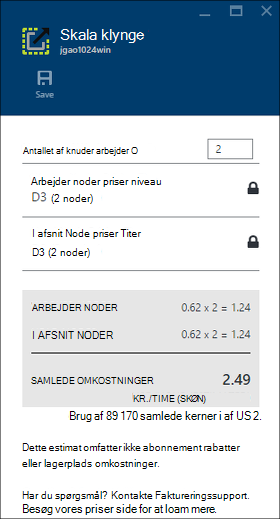 Skala klynge
jgao1024win
Save
Antallet af knuder arbejder O
2
Arbejder noder priser niveau
D3 (2 noder)
I afsnit Node priser Titer
D3 (2 noder)
ARBEJDER NODER 0.62 x 2 = 1.24
I AFSNIT NODER 0.62 x 2 = 1.24
SAMLEDE OMKOSTNINGER 2.49
KR./TIME (SKØN)
Brug af 89 170 samlede kerner i af US 2.
Dette estimat omfatter ikke abonnement rabatter
eller lagerplads omkostninger.
Har du spørgsmål? Kontakte Faktureringssupport.
Besøg vores priser side for at loam mere.